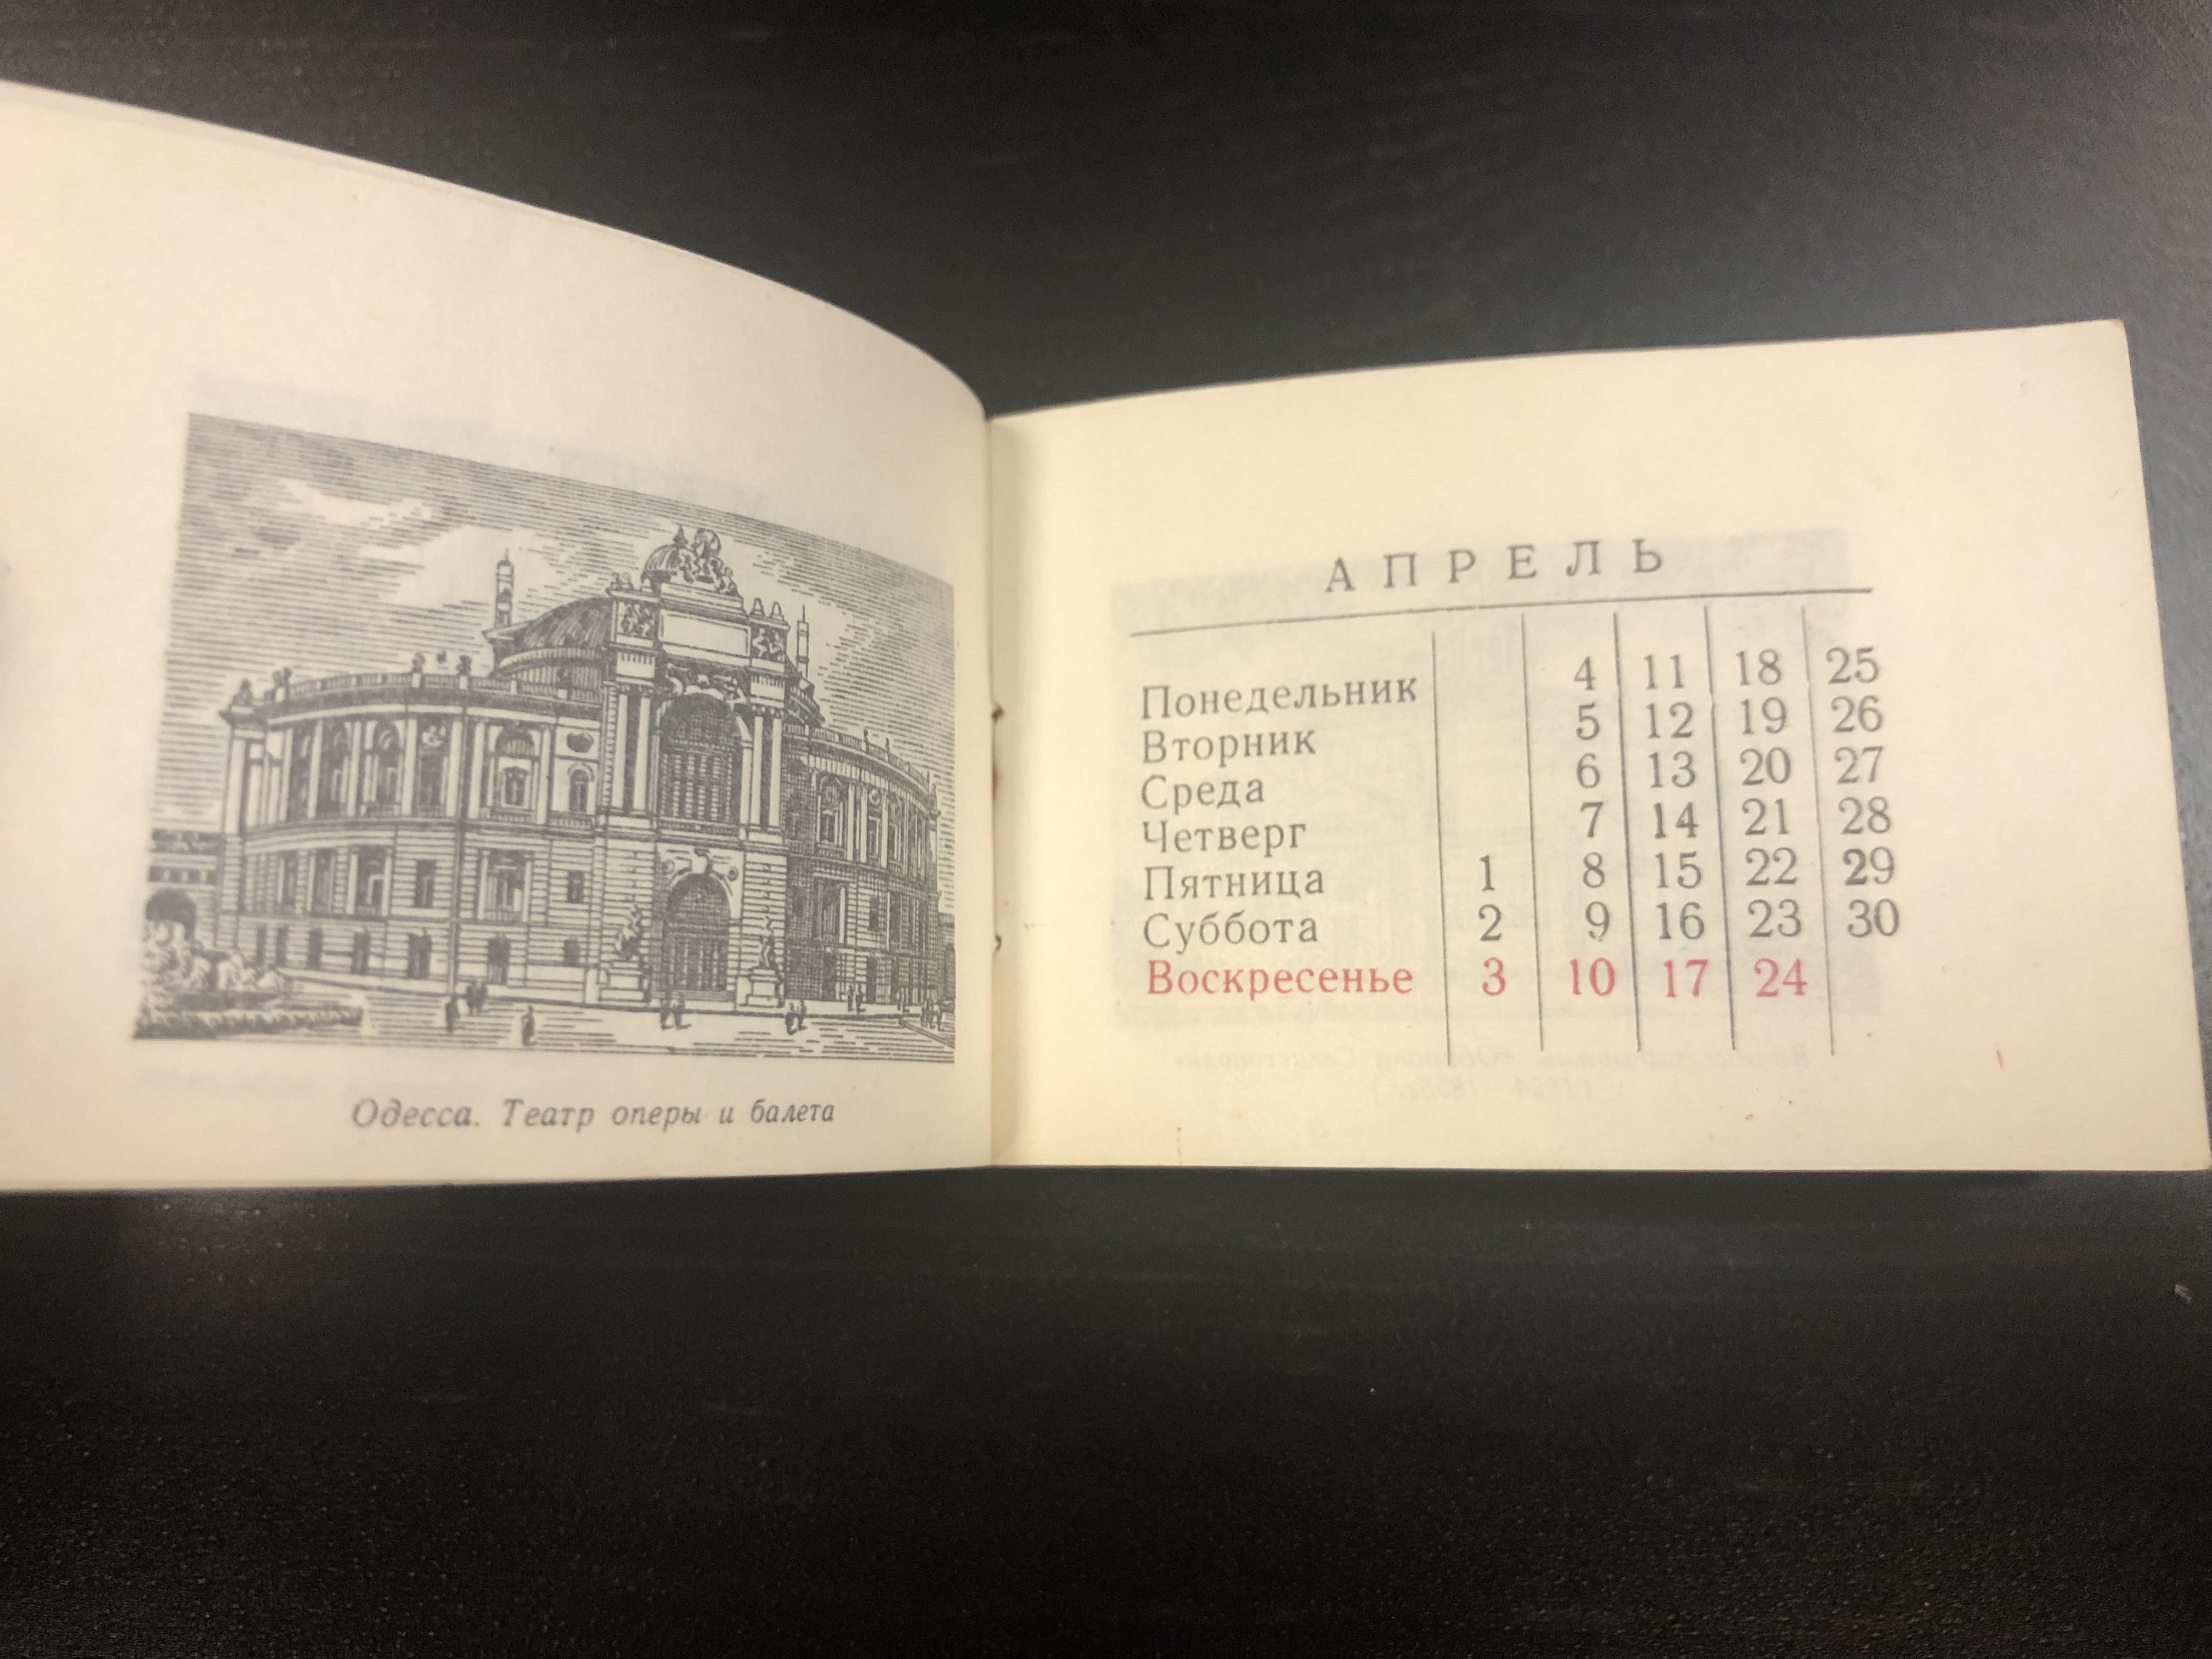 Одесса. Театр оперы и балета
АПРЕЛЬ
Понедельник 4 11 18 25
Вторник 5 12 19 26
Среда 6 13 20 27
Четверг 7 14 21 28
Пятница 1 8 15 22 29
Суббота 2 9 16 23 30
Воскресенье 3 10 17 24